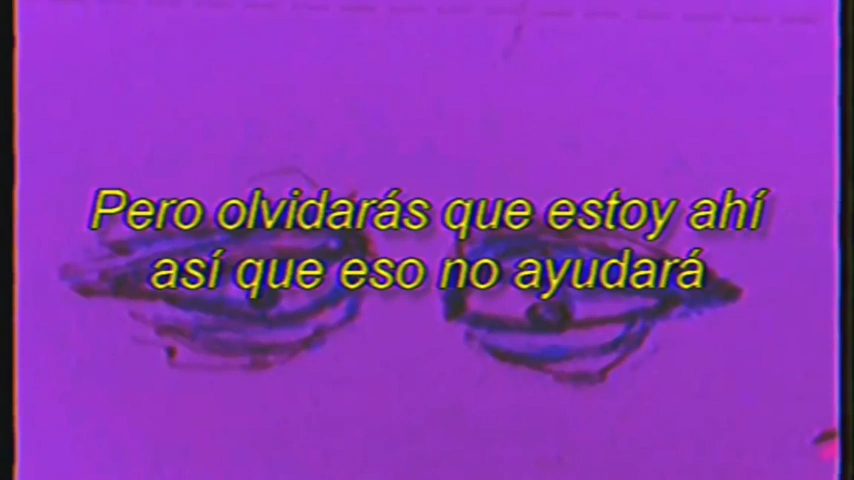 Pero olvidarás que estoy ahí
así que eso no ayudará